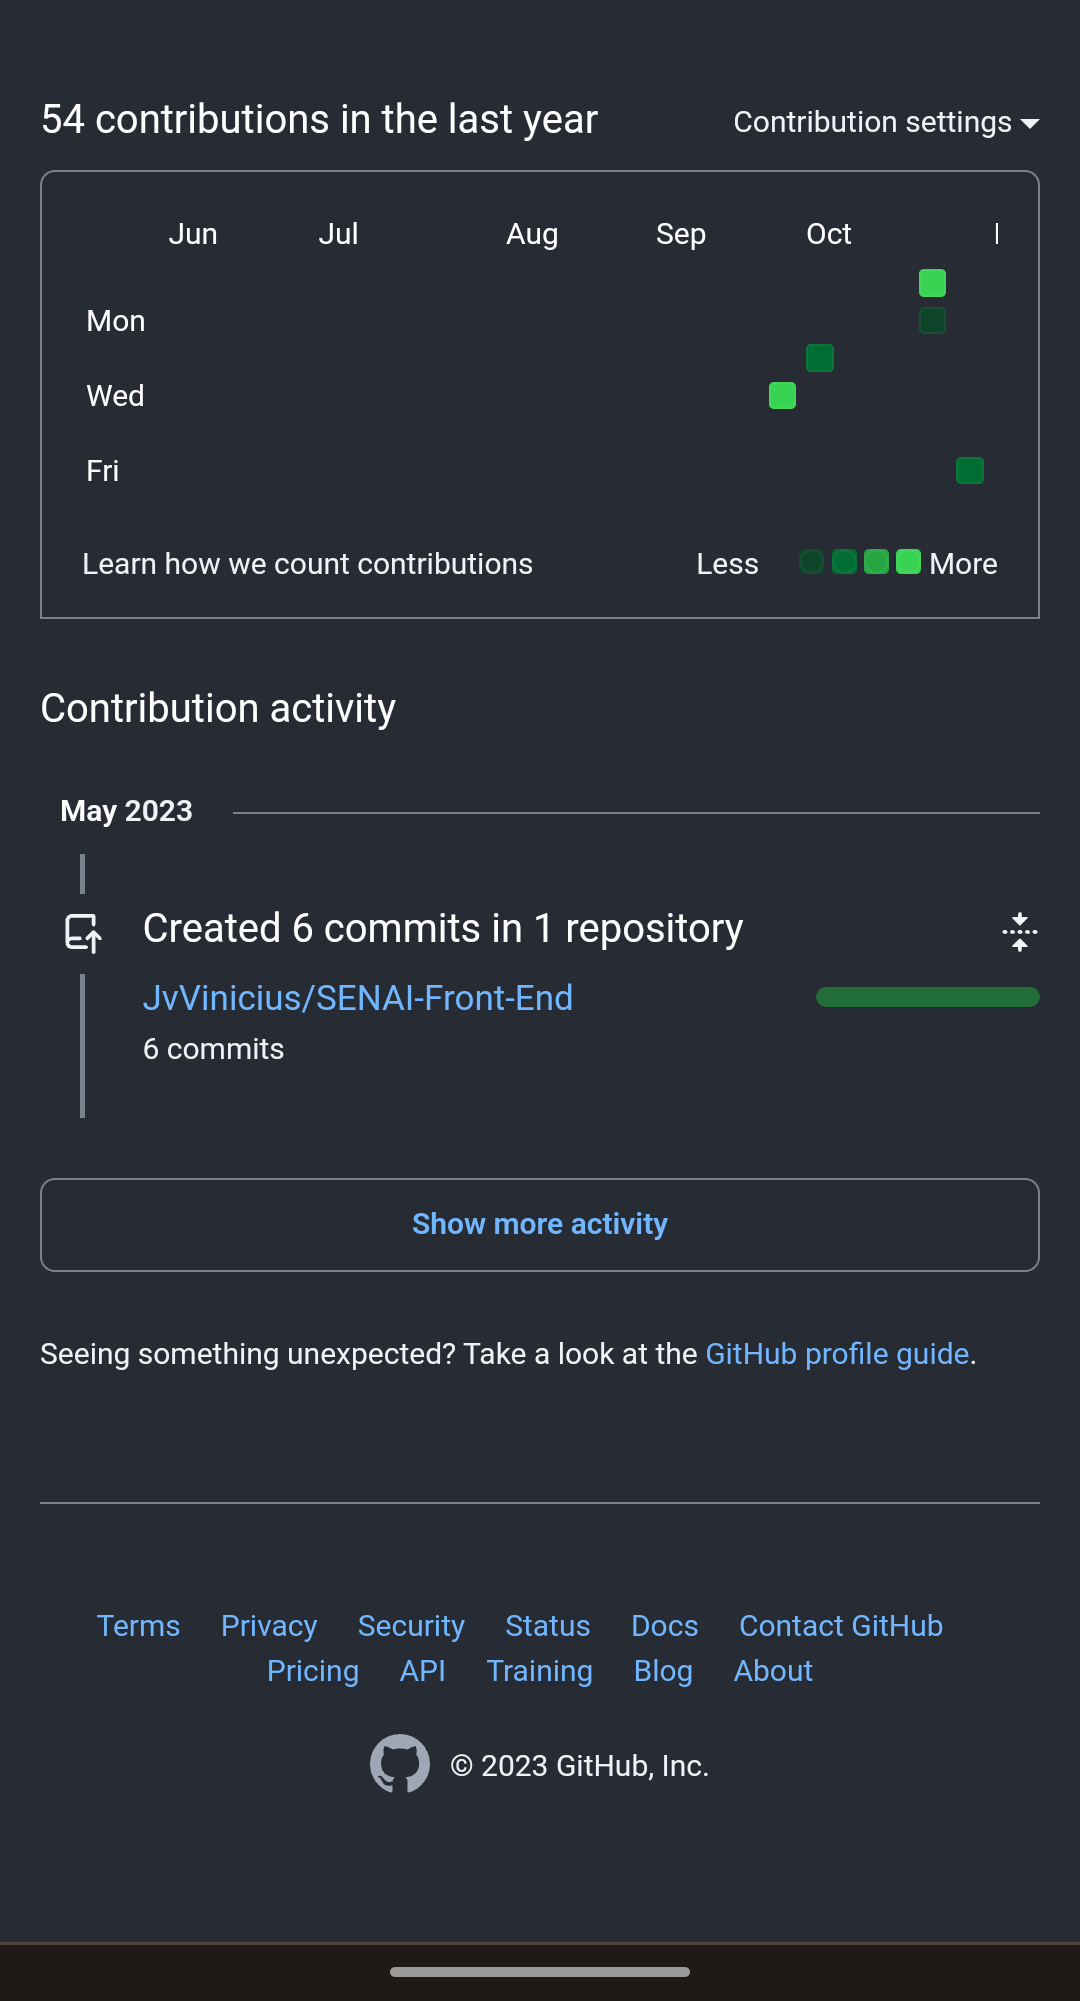 54 contributions in the last year
Contribution settings
Jun Jul Aug Sep Oct
Mon
Wed
Fri
Learn how we count contributions
Less More
Contribution activity
May 2023
Created 6 commits in 1 repository
JvVinicius/SENAI-Front-End
6 commits
Show more activity
Seeing something unexpected? Take a look at the GitHub profile guide.
Terms Privacy Security Status Docs Contact GitHub
Pricing API Training Blog About
© 2023 GitHub, Inc.